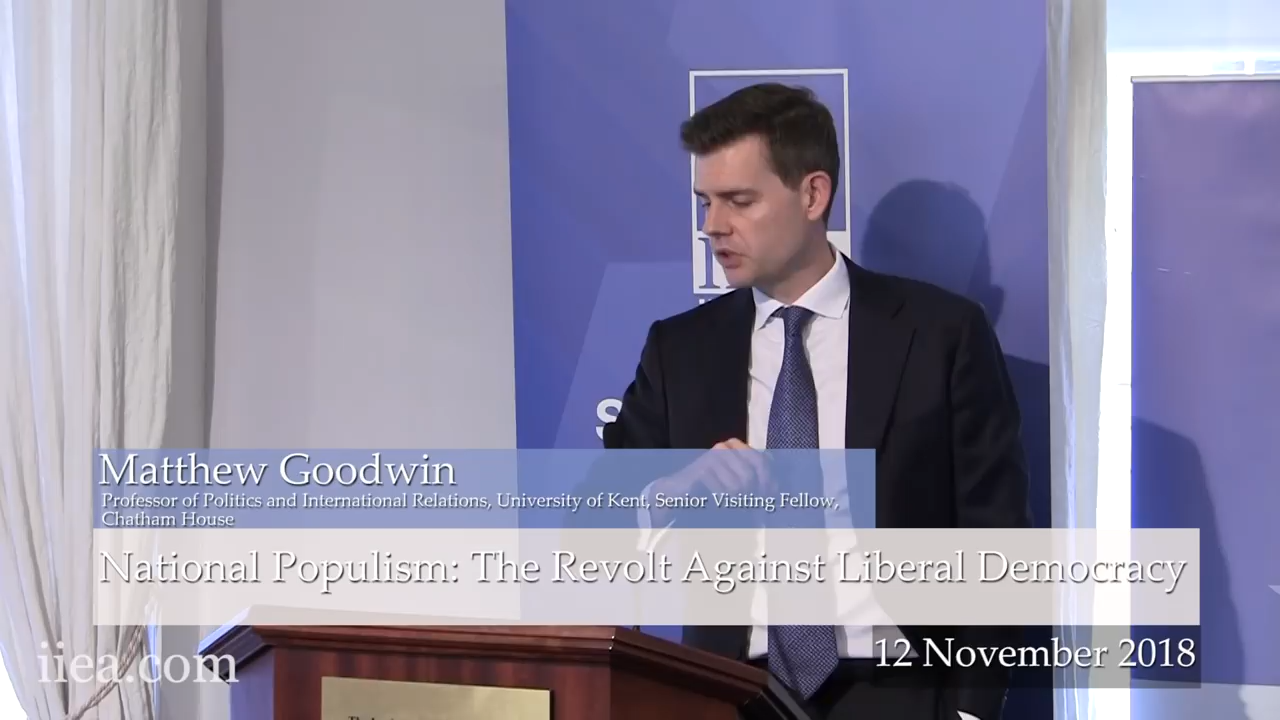 Matthew Goodwin
Professor of Politics and International Relations, University of Kent, Senior Visiting Fellow,
Chatham House
National Populism: The Revolt Against Liberal Democracy
12 November 2018
iiea.com